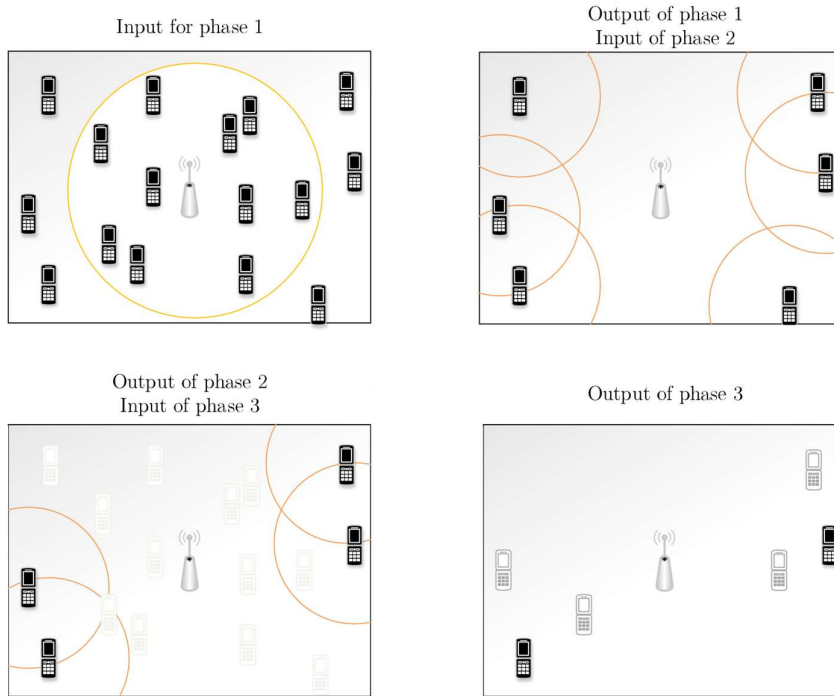 Input for phase 1
Output of phase 1
Input of phase 2
Output of phase 2
Input of phase 3
Output of phase 3